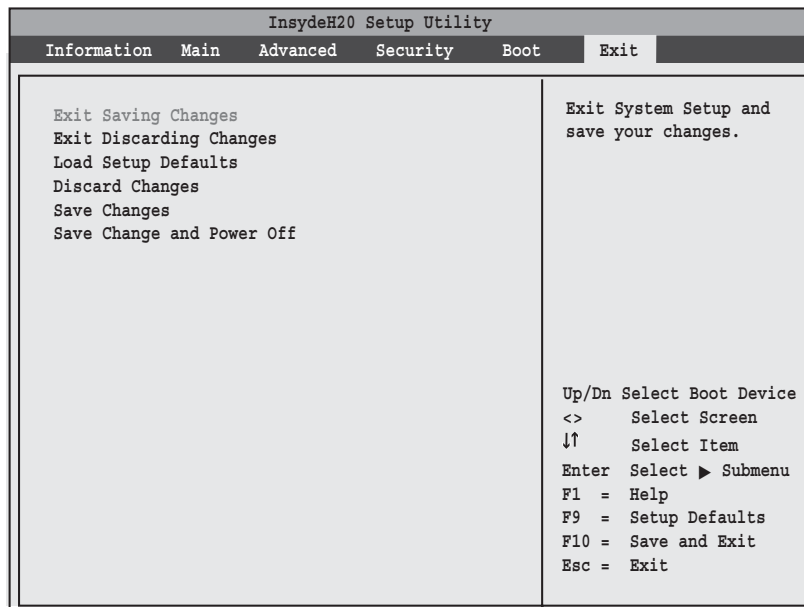 InsydeH20 Setup Utility
Information Main Advanced Security Boot Exit
Exit Saving Changes
Exit Discarding Changes
Load Setup Defaults
Discard Changes
Save Changes
Save Change and Power Off
Exit System Setup and
save your changes.
Up/Dn Select Boot Device
<> Select Screen
↓↑ Select Item
Enter Select ▶ Submenu
F1 = Help
F9 = Setup Defaults
F10 = Save and Exit
Esc = Exit